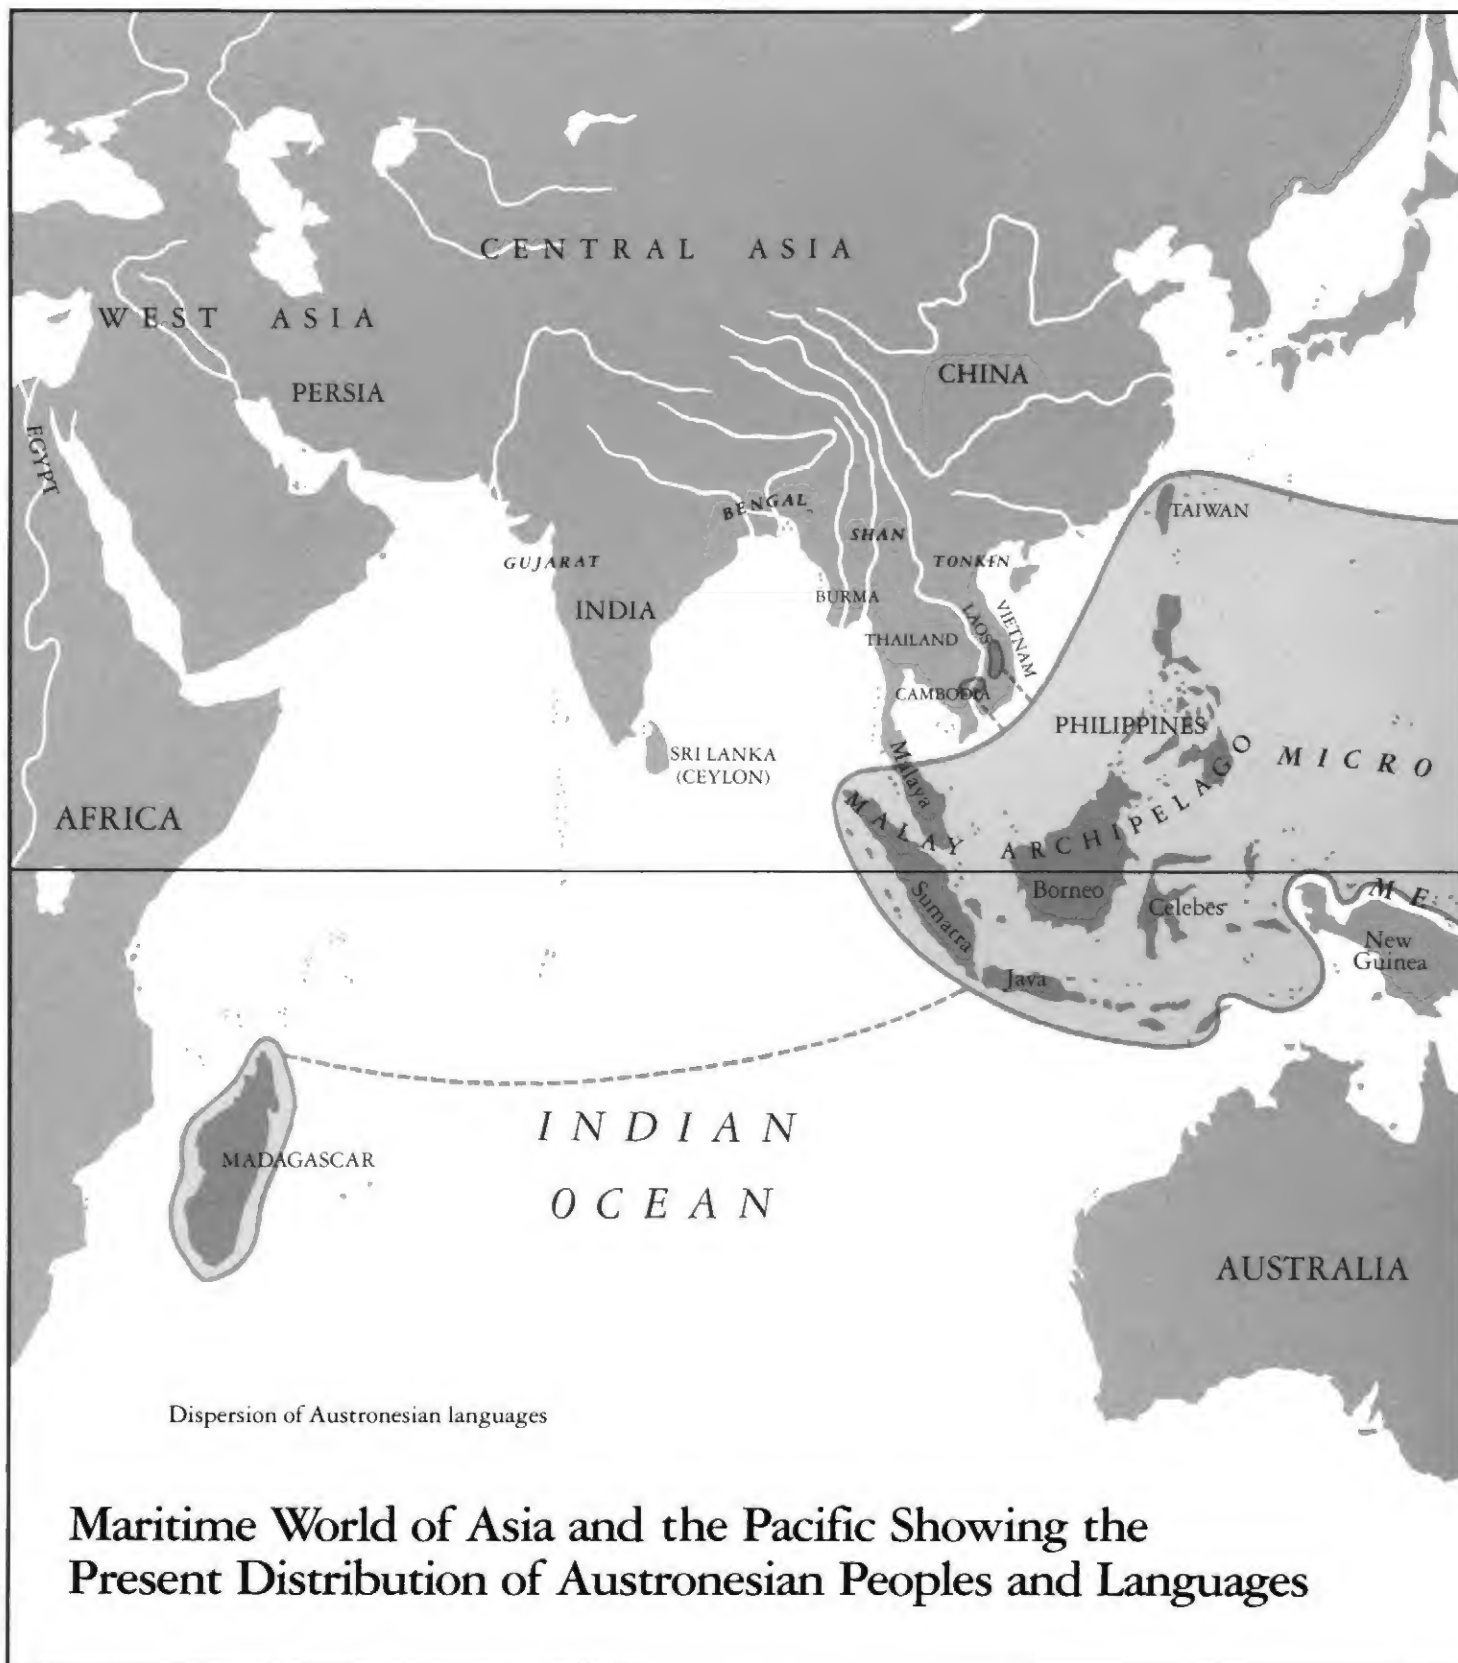 CENTRAL ASIA
WEST ASIA
PERSIA
CHINA
EGYPT
BENGAL
SHAN
TAIWAN
GUJARAT
TONKIN
INDIA
BURMA
LAOS
VIETNAM
THAILAND
CAMBODIA
PHILIPPINES
SRI LANKA
(CEYLON)
Malaya
MICRO
AFRICA
MALAY ARCHIPELAGO
Borneo
Celebes
ME
Sumatra
New
Guinea
Java
INDIAN
OCEAN
MADAGASCAR
AUSTRALIA
Dispersion of Austronesian languages
Maritime World of Asia and the Pacific Showing the
Present Distribution of Austronesian Peoples and Languages